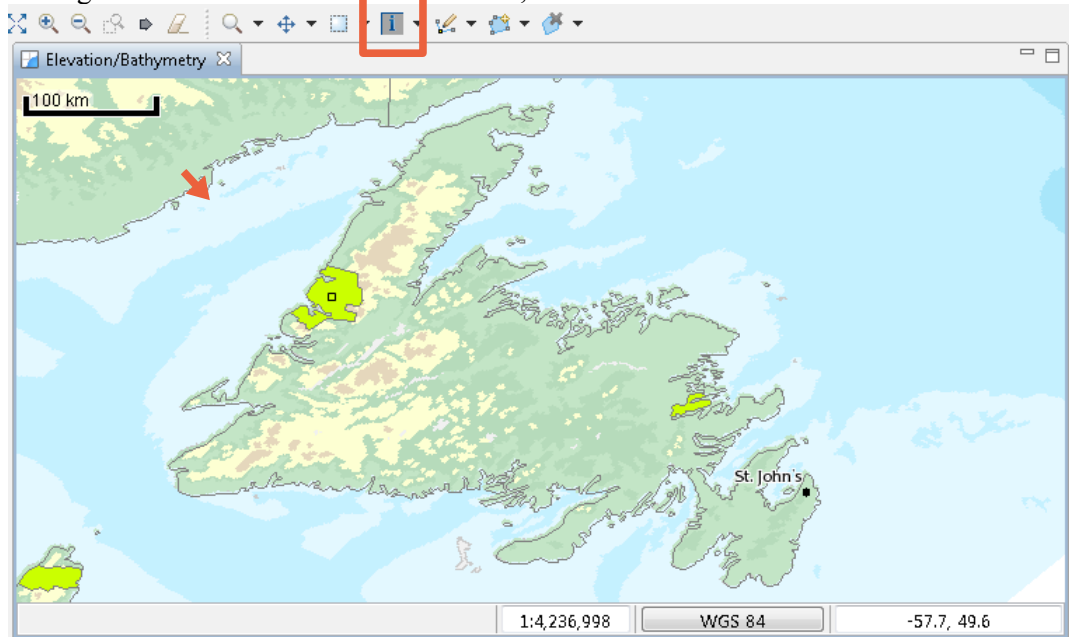 i
Elevation/Bathymetry
100 km
St. John's
1:4,236,998
WGS 84
-57.7, 49.6